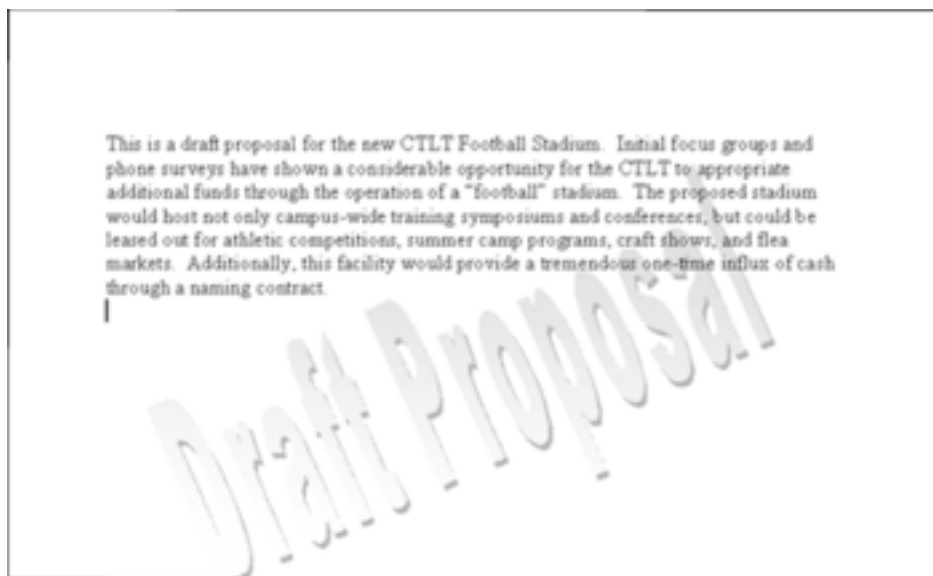 This is a draft proposal for the new CTLT Football Stadium.  Initial focus groups and
phone surveys have shown a considerable opportunity for the CTLT to appropriate
additional funds through the operation of a “football” stadium.  The proposed stadium
would host not only campus-wide training symposiums and conferences, but could be
leased out for athletic competitions, summer camp programs, craft shows, and flea
markets.  Additionally, this facility would provide a tremendous one-time influx of cash
through a naming contract.
Draft Proposal